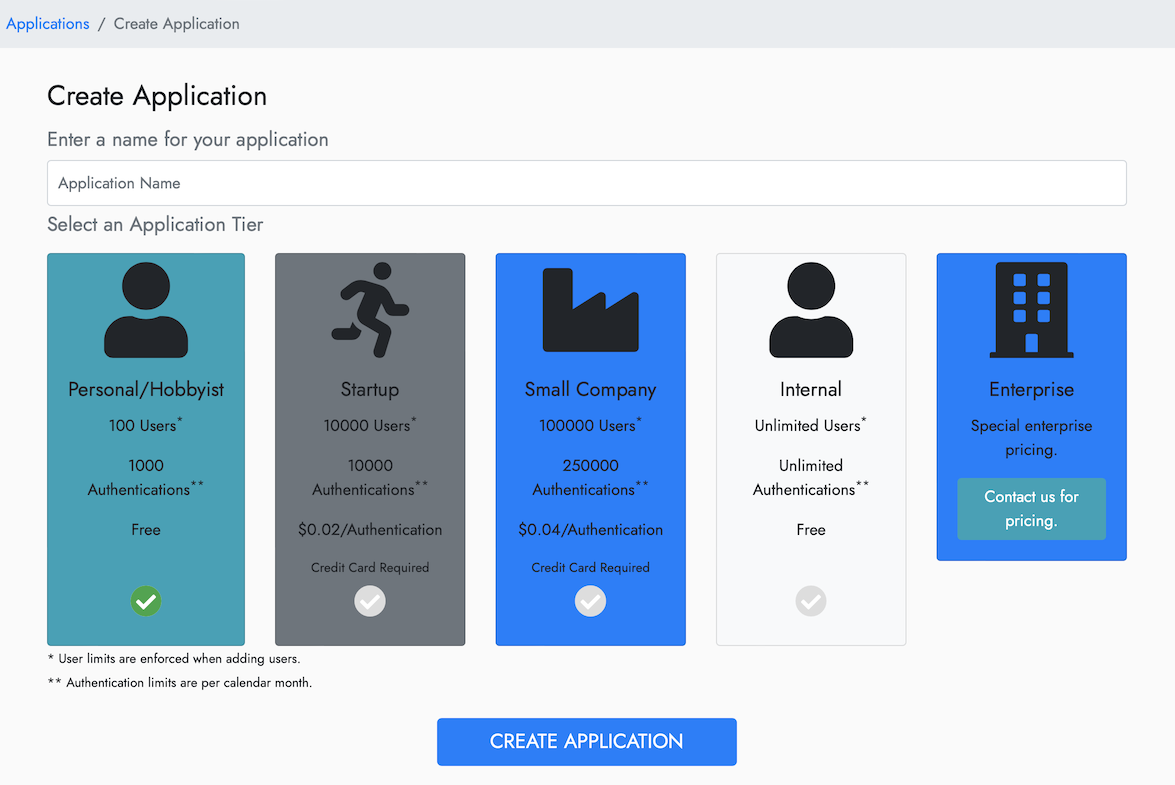 Applications / Create Application
Create Application
Enter a name for your application
Application Name
Select an Application Tier
Personal/Hobbyist
100 Users*
1000
Authentications**
Free
Startup
10000 Users*
10000
Authentications**
$0.02/Authentication
Credit Card Required
Small Company
100000 Users*
250000
Authentications**
$0.04/Authentication
Credit Card Required
Internal
Unlimited Users*
Unlimited
Authentications**
Free
Enterprise
Special enterprise
pricing.
Contact us for
pricing.
* User limits are enforced when adding users.
** Authentication limits are per calendar month.
CREATE APPLICATION